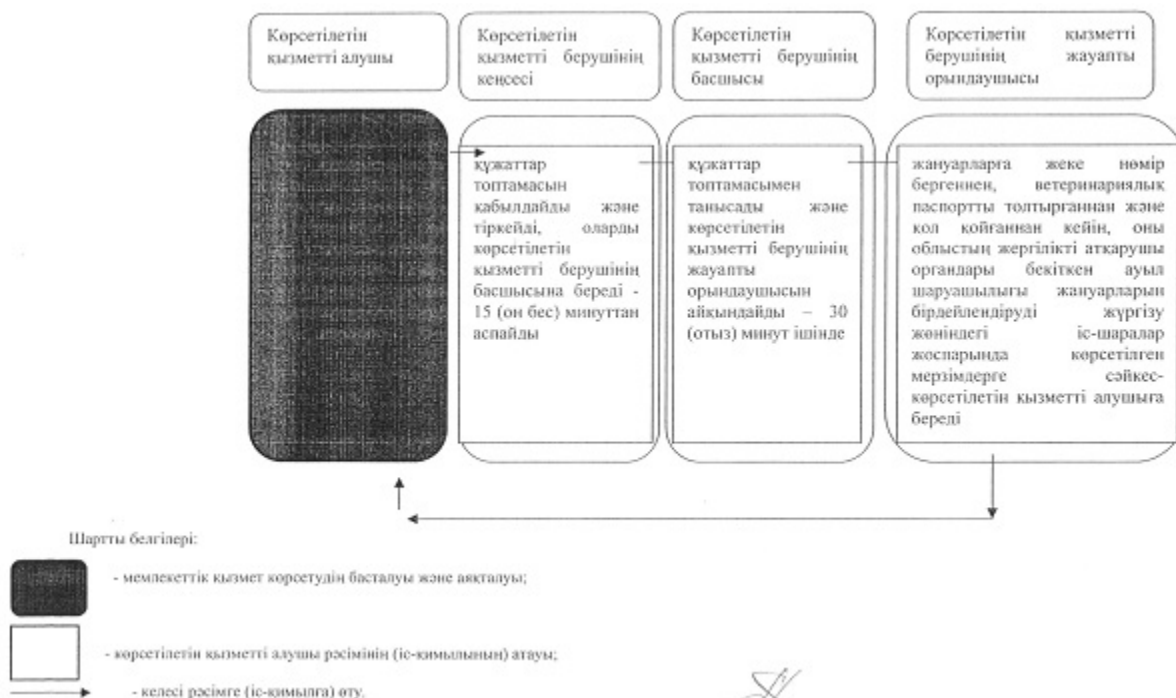 Көрсетілетін
қызметті алушы
Көрсетілетін
қызметті берушінің
кеңсесі
Көрсетілетін
қызметті берушінің
басшысы
Көрсетілетін қызметті
берушінің жауапты
орындаушысы
құжаттар
топтамасын
қабылдайды және
тіркейді, оларды
көрсетілетін
қызметті берушінің
басшысына береді -
15 (он бес) минуттан
аспайды
құжаттар
топтамасымен
танысады және
көрсетілетін
қызметті берушінің
жауапты
орындаушысын
айқындайды – 30
(отыз) минут ішінде
жануарларға жеке нөмір
бергеннен, ветеринариялық
паспортты толтырғаннан және
қол қойғаннан кейін, оны
облыстың жергілікті атқарушы
органдары бекіткен ауыл
шаруашылығы жануарларын
бірдейлендіруді жүргізу
жөніндегі іс-шаралар
жоспарында көрсетілген
мерзімдерге сәйкес-
көрсетілетін қызметті алушыға
береді
Шартты белгілері:
- мемлекеттік қызмет көрсетудің басталуы және аяқталуы;
- көрсетілетін қызметті алушы рәсімінің (іс-қимылының) атауы;
- келесі рәсімге (іс-қимылға) өту.